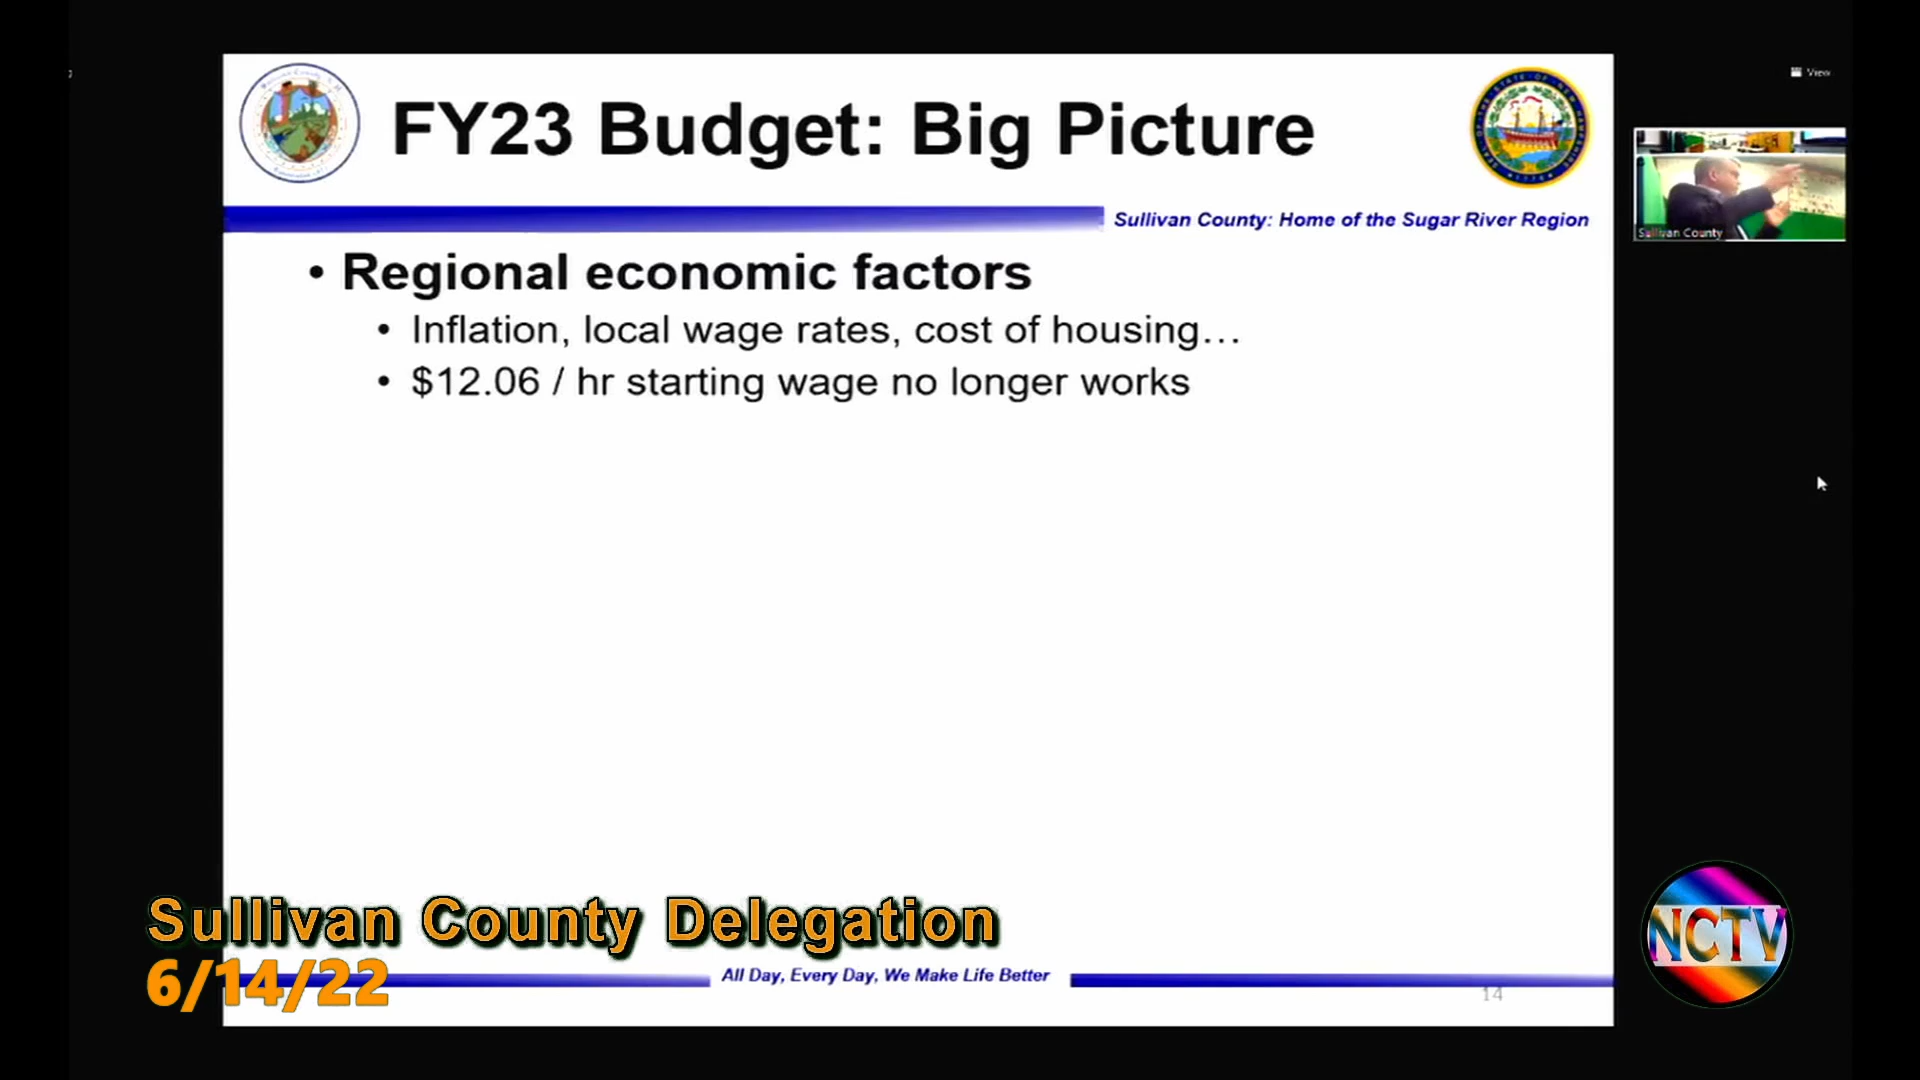 View
FY23 Budget: Big Picture
Sullivan County: Home of the Sugar River Region
Sullivan County
• Regional economic factors
• Inflation, local wage rates, cost of housing…
• $12.06 / hr starting wage no longer works
Sullivan County Delegation
6/14/22
All Day, Every Day, We Make Life Better
14
NCTV